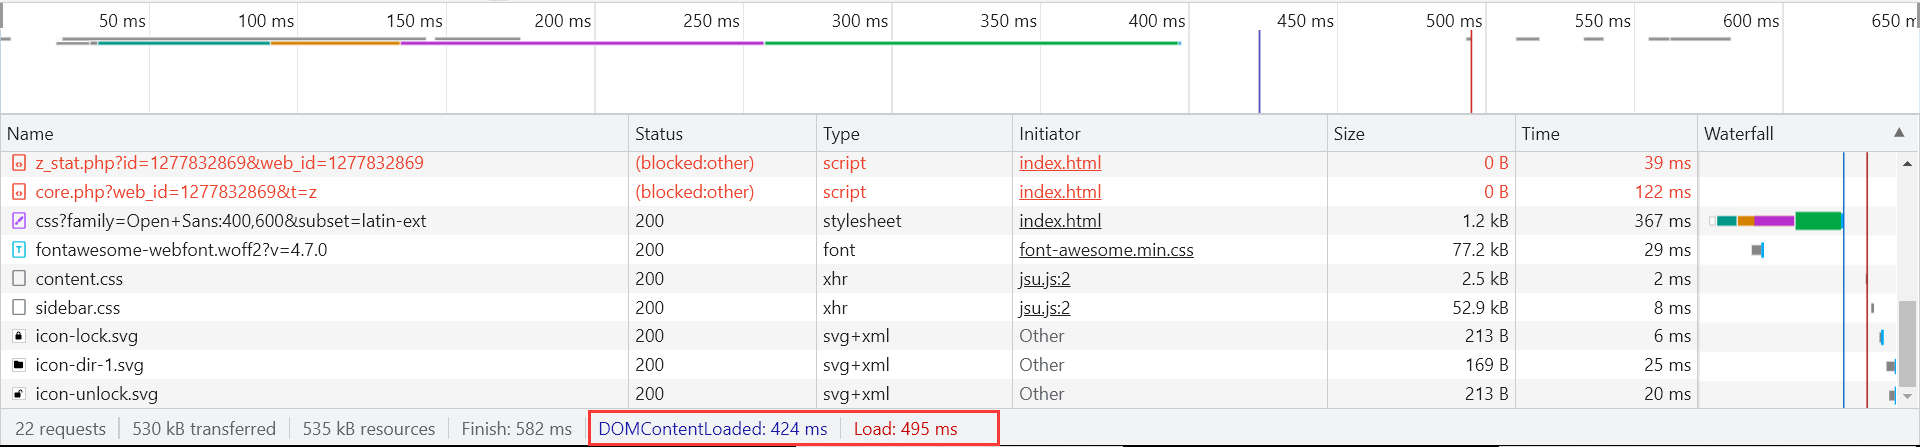 50 ms 100 ms 150 ms 200 ms 250 ms 300 ms 350 ms 400 ms 450 ms 500 ms 550 ms 600 ms 650 m
Name Status Type Initiator Size Time Waterfall
z_stat.php?id=1277832869&web_id=1277832869 (blocked:other) script index.html 0 B 39 ms
core.php?web_id=1277832869&t=z (blocked:other) script index.html 0 B 122 ms
css?family=Open+Sans:400,600&subset=latin-ext 200 stylesheet index.html 1.2 kB 367 ms
fontawesome-webfont.woff2?v=4.7.0 200 font font-awesome.min.css 77.2 kB 29 ms
content.css 200 xhr jsu.js:2 2.5 kB 2 ms
sidebar.css 200 xhr jsu.js:2 52.9 kB 8 ms
icon-lock.svg 200 svg+xml Other 213 B 6 ms
icon-dir-1.svg 200 svg+xml Other 169 B 25 ms
icon-unlock.svg 200 svg+xml Other 213 B 20 ms
22 requests 530 kB transferred 535 kB resources Finish: 582 ms DOMContentLoaded: 424 ms Load: 495 ms